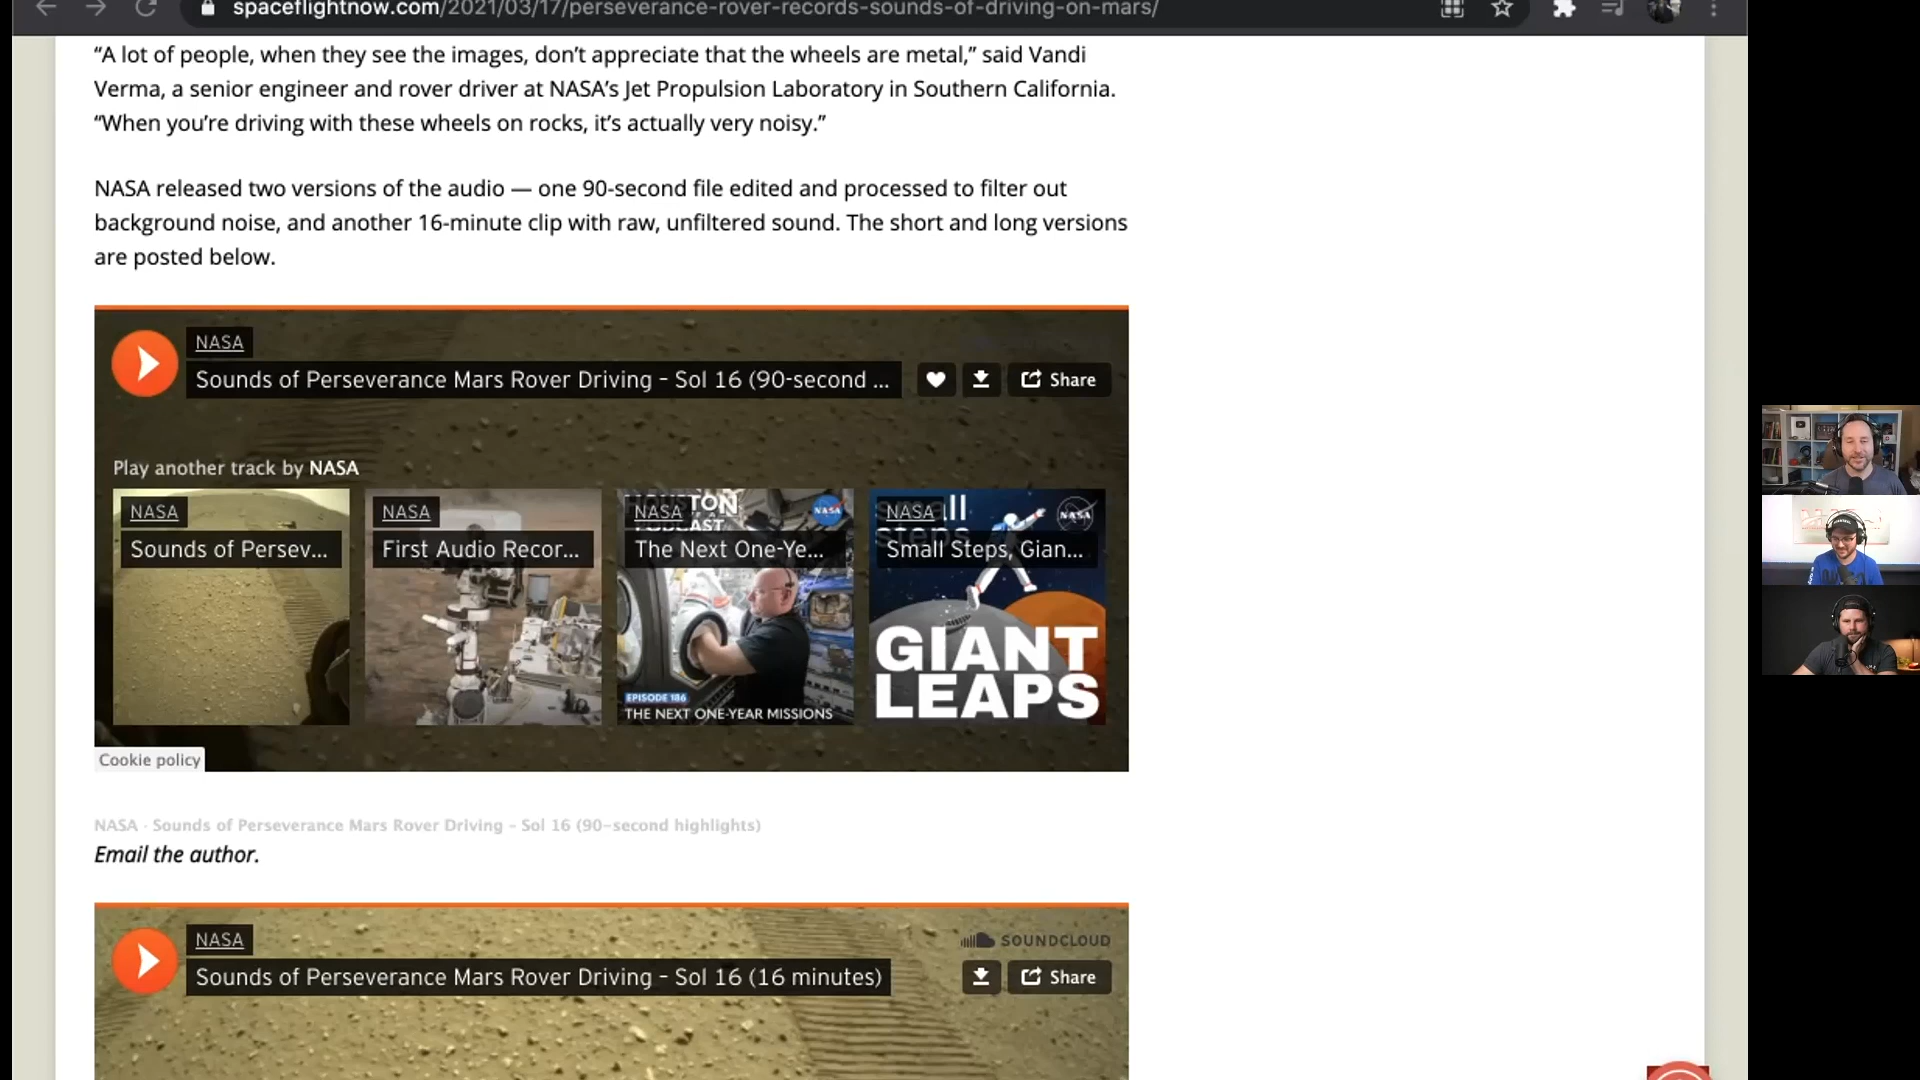 spaceflightnow.com/2021/03/17/perseverance-rover-records-sounds-of-driving-on-mars/
“A lot of people, when they see the images, don’t appreciate that the wheels are metal,” said Vandi
Verma, a senior engineer and rover driver at NASA’s Jet Propulsion Laboratory in Southern California.
“When you’re driving with these wheels on rocks, it’s actually very noisy.”
NASA released two versions of the audio — one 90-second file edited and processed to filter out
background noise, and another 16-minute clip with raw, unfiltered sound. The short and long versions
are posted below.
NASA
Sounds of Perseverance Mars Rover Driving – Sol 16 (90-second ...
Share
Play another track by NASA
NASA
Sounds of Persev...
NASA
First Audio Recor...
HOUSTON
PODCAST
NASA
NASA
The Next One-Ye...
EPISODE 186
THE NEXT ONE-YEAR MISSIONS
small
steps
NASA
NASA
Small Steps, Gian...
GIANT
LEAPS
Cookie policy
NASA · Sounds of Perseverance Mars Rover Driving – Sol 16 (90–second highlights)
Email the author.
NASA
SOUNDCLOUD
Sounds of Perseverance Mars Rover Driving – Sol 16 (16 minutes)
Share